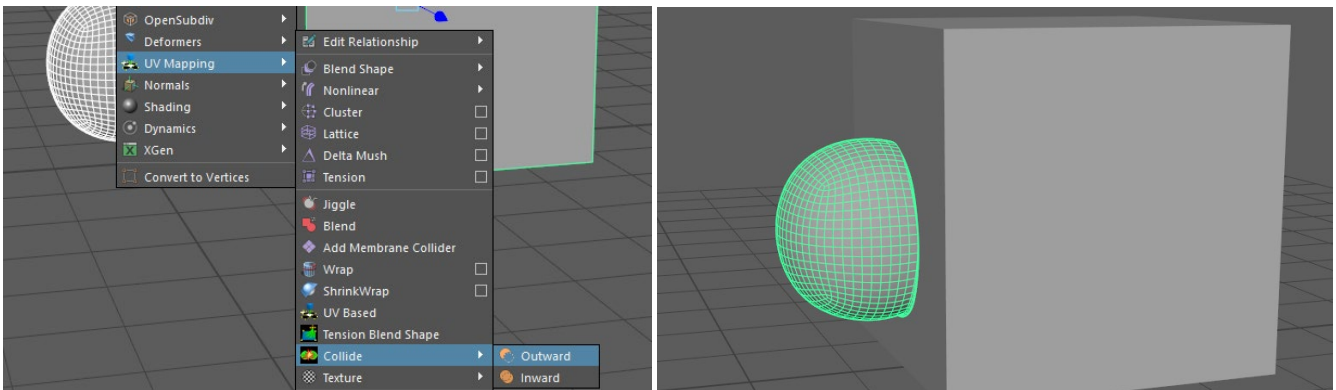 OpenSubdiv
Deformers
UV Mapping
Normals
Shading
Dynamics
XGen
Convert to Vertices
Edit Relationship
Blend Shape
Nonlinear
Cluster
Lattice
Delta Mush
Tension
Jiggle
Blend
Add Membrane Collider
Wrap
ShrinkWrap
UV Based
Tension Blend Shape
Collide
Texture
Outward
Inward